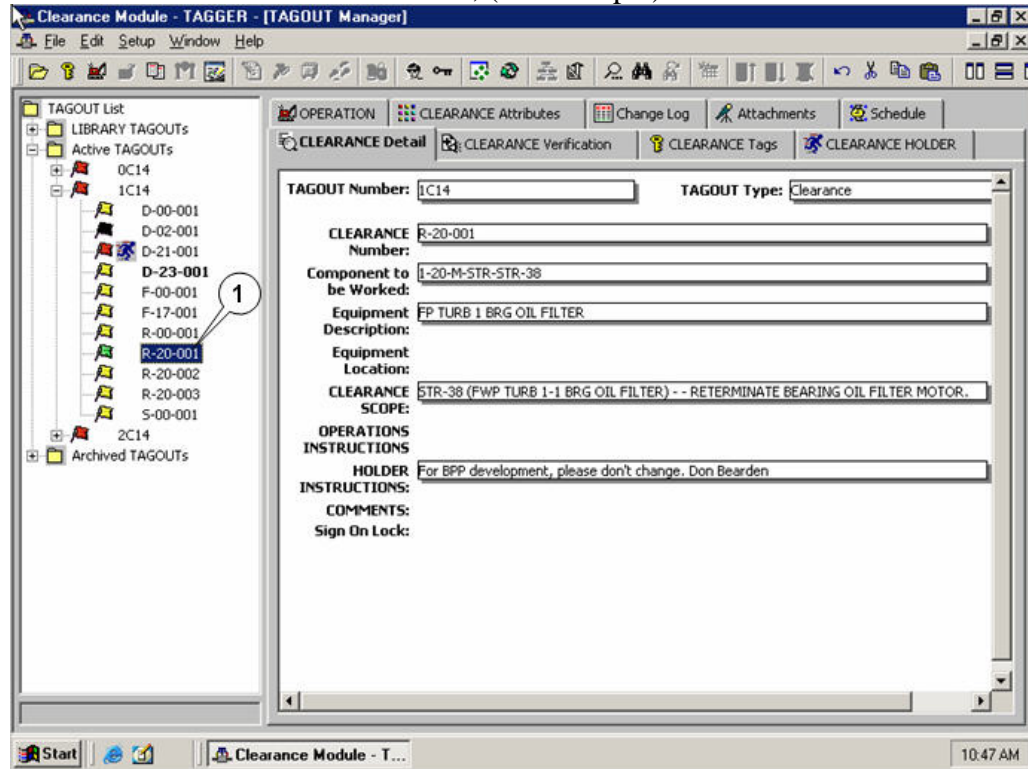 Clearance Module - TAGGER - [TAGOUT Manager]
File Edit Setup Window Help
TAGOUT List
LIBRARY TAGOUTs
Active TAGOUTs
0C14
1C14
D-00-001
D-02-001
D-21-001
D-23-001
F-00-001
F-17-001
R-00-001
R-20-001
R-20-002
R-20-003
S-00-001
2C14
Archived TAGOUTs
1
OPERATION CLEARANCE Attributes Change Log Attachments Schedule
CLEARANCE Detail CLEARANCE Verification CLEARANCE Tags CLEARANCE HOLDER
TAGOUT Number: 1C14 TAGOUT Type: Clearance
CLEARANCE Number: R-20-001
Component to be Worked: 1-20-M-STR-STR-38
Equipment Description: FP TURB 1 BRG OIL FILTER
Equipment Location:
CLEARANCE SCOPE: STR-38 (FWP TURB 1-1 BRG OIL FILTER) - - RETERMINATE BEARING OIL FILTER MOTOR.
OPERATIONS INSTRUCTIONS
HOLDER INSTRUCTIONS: For BPP development, please don't change. Don Bearden
COMMENTS:
Sign On Lock:
Start Clearance Module - T... 10:47 AM